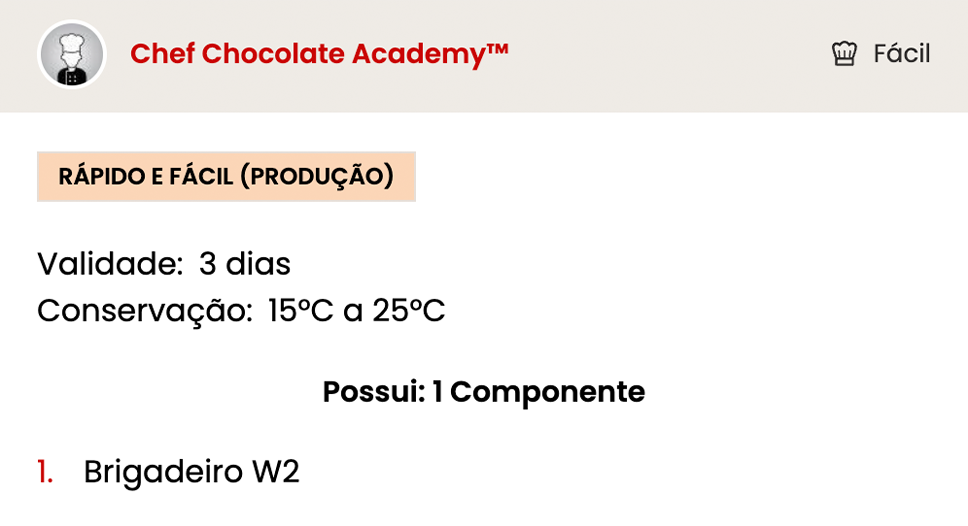 Chef Chocolate Academy™ Fácil
RÁPIDO E FÁCIL (PRODUÇÃO)
Validade: 3 dias
Conservação: 15ºC a 25ºC
Possui: 1 Componente
1. Brigadeiro W2